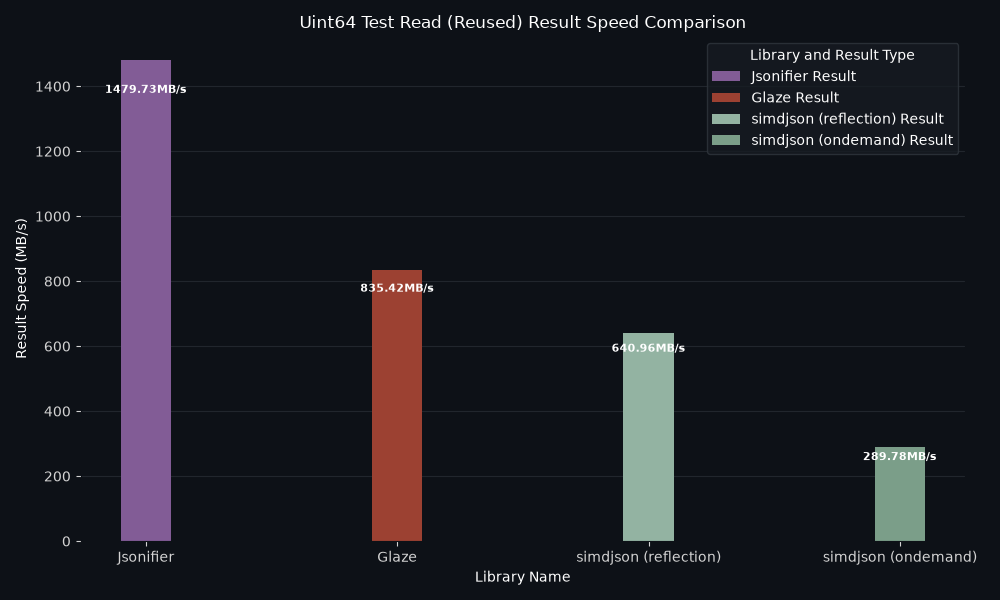 Uint64 Test Read (Reused) Result Speed Comparison
Library and Result Type
Jsonifier Result
Glaze Result
simdjson (reflection) Result
simdjson (ondemand) Result
Result Speed (MB/s)
1400
1200
1000
800
600
400
200
0
1479.73MB/s
835.42MB/s
640.96MB/s
289.78MB/s
Jsonifier
Glaze
simdjson (reflection)
simdjson (ondemand)
Library Name